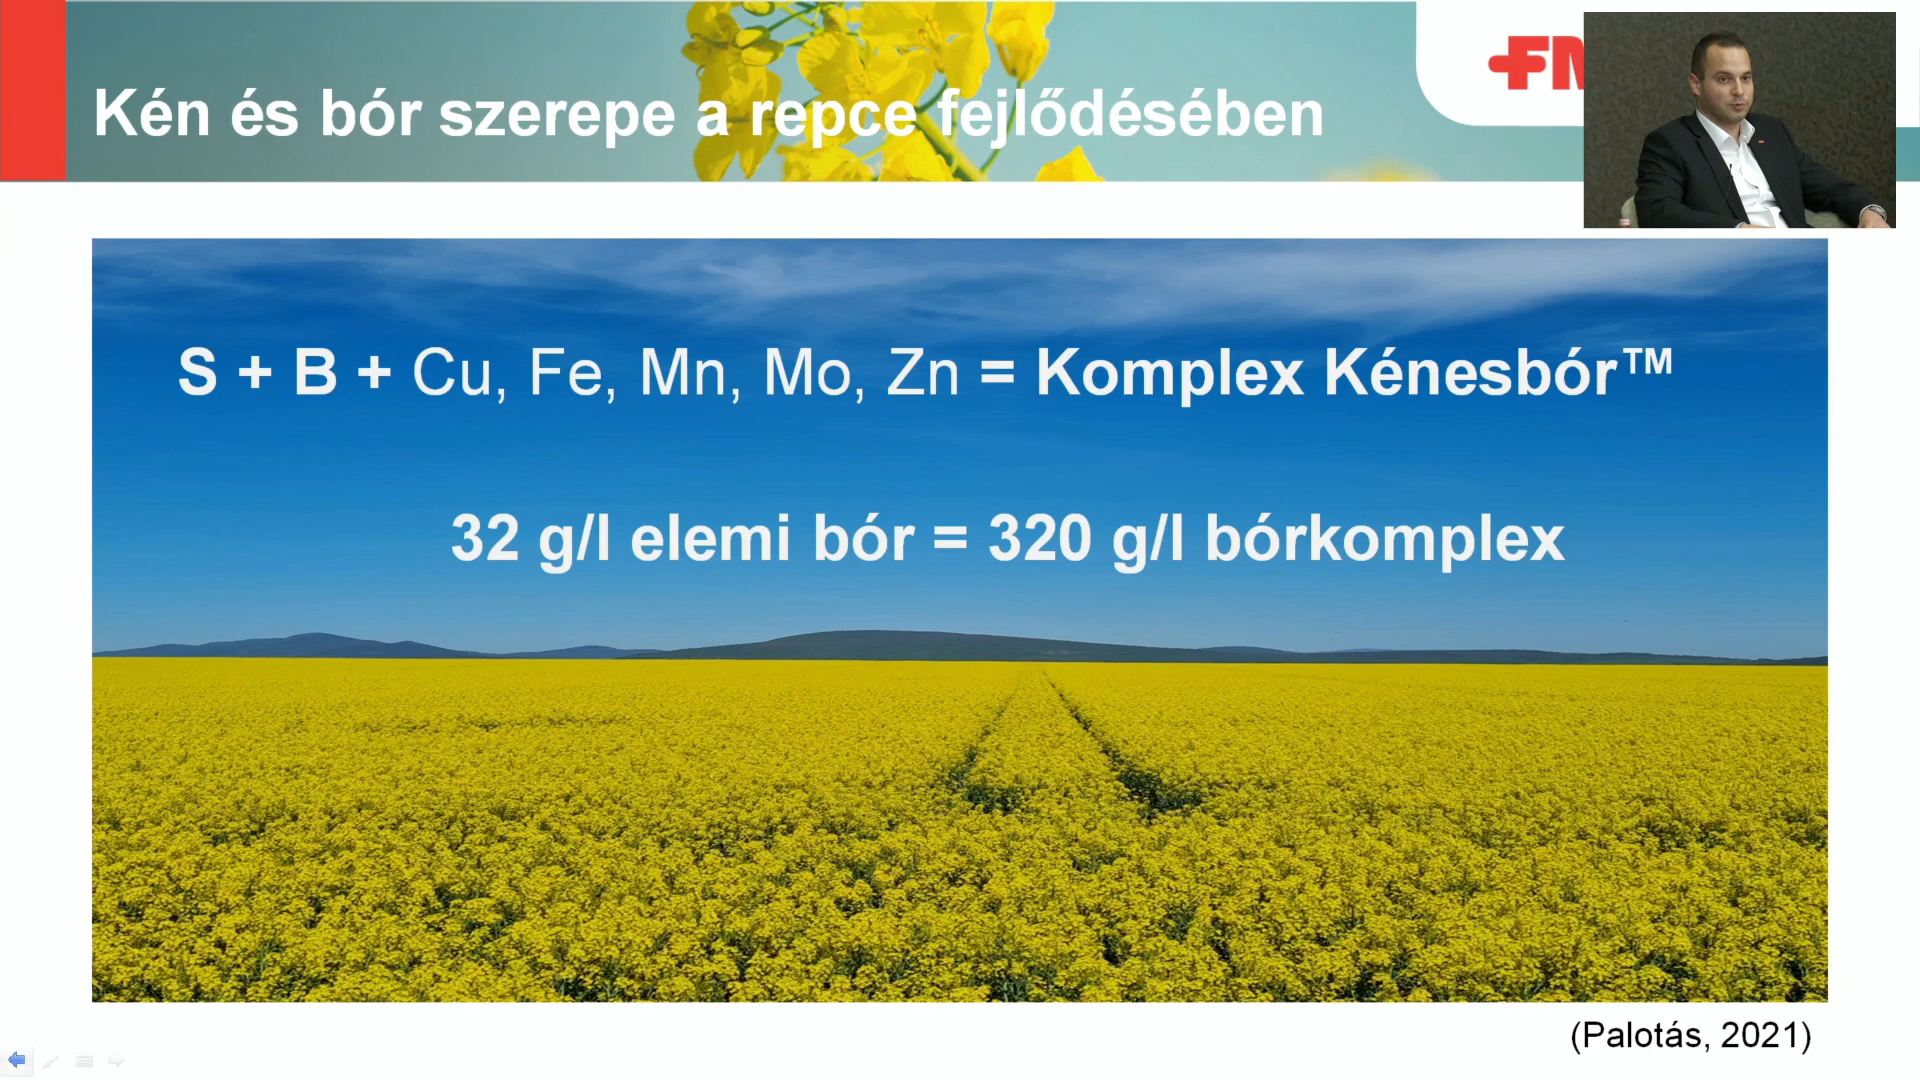 Kén és bór szerepe a repce fejlődésében
S + B + Cu, Fe, Mn, Mo, Zn = Komplex Kénesbór™
32 g/l elemi bór = 320 g/l bórkomplex
(Palotás, 2021)